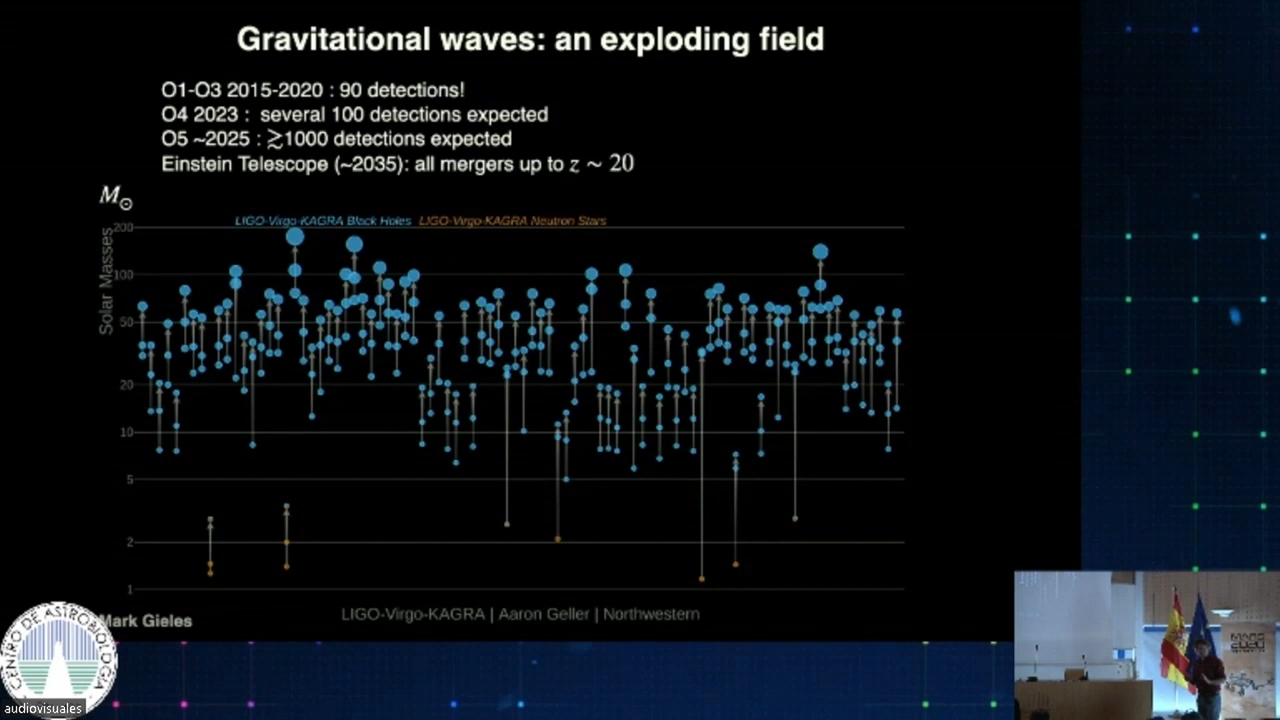 Gravitational waves: an exploding field
O1-O3 2015-2020 : 90 detections!
O4 2023 : several 100 detections expected
O5 ~2025 : ≳1000 detections expected
Einstein Telescope (~2035): all mergers up to z ~ 20
M⊙
LIGO-Virgo-KAGRA Black Holes LIGO-Virgo-KAGRA Neutron Stars
Solar Masses
200
100
50
20
10
5
2
1
LIGO-Virgo-KAGRA | Aaron Geller | Northwestern
Mark Gieles
CENTRO DE ASTROBIOLOGIA
audiovisuales
MARS
2020